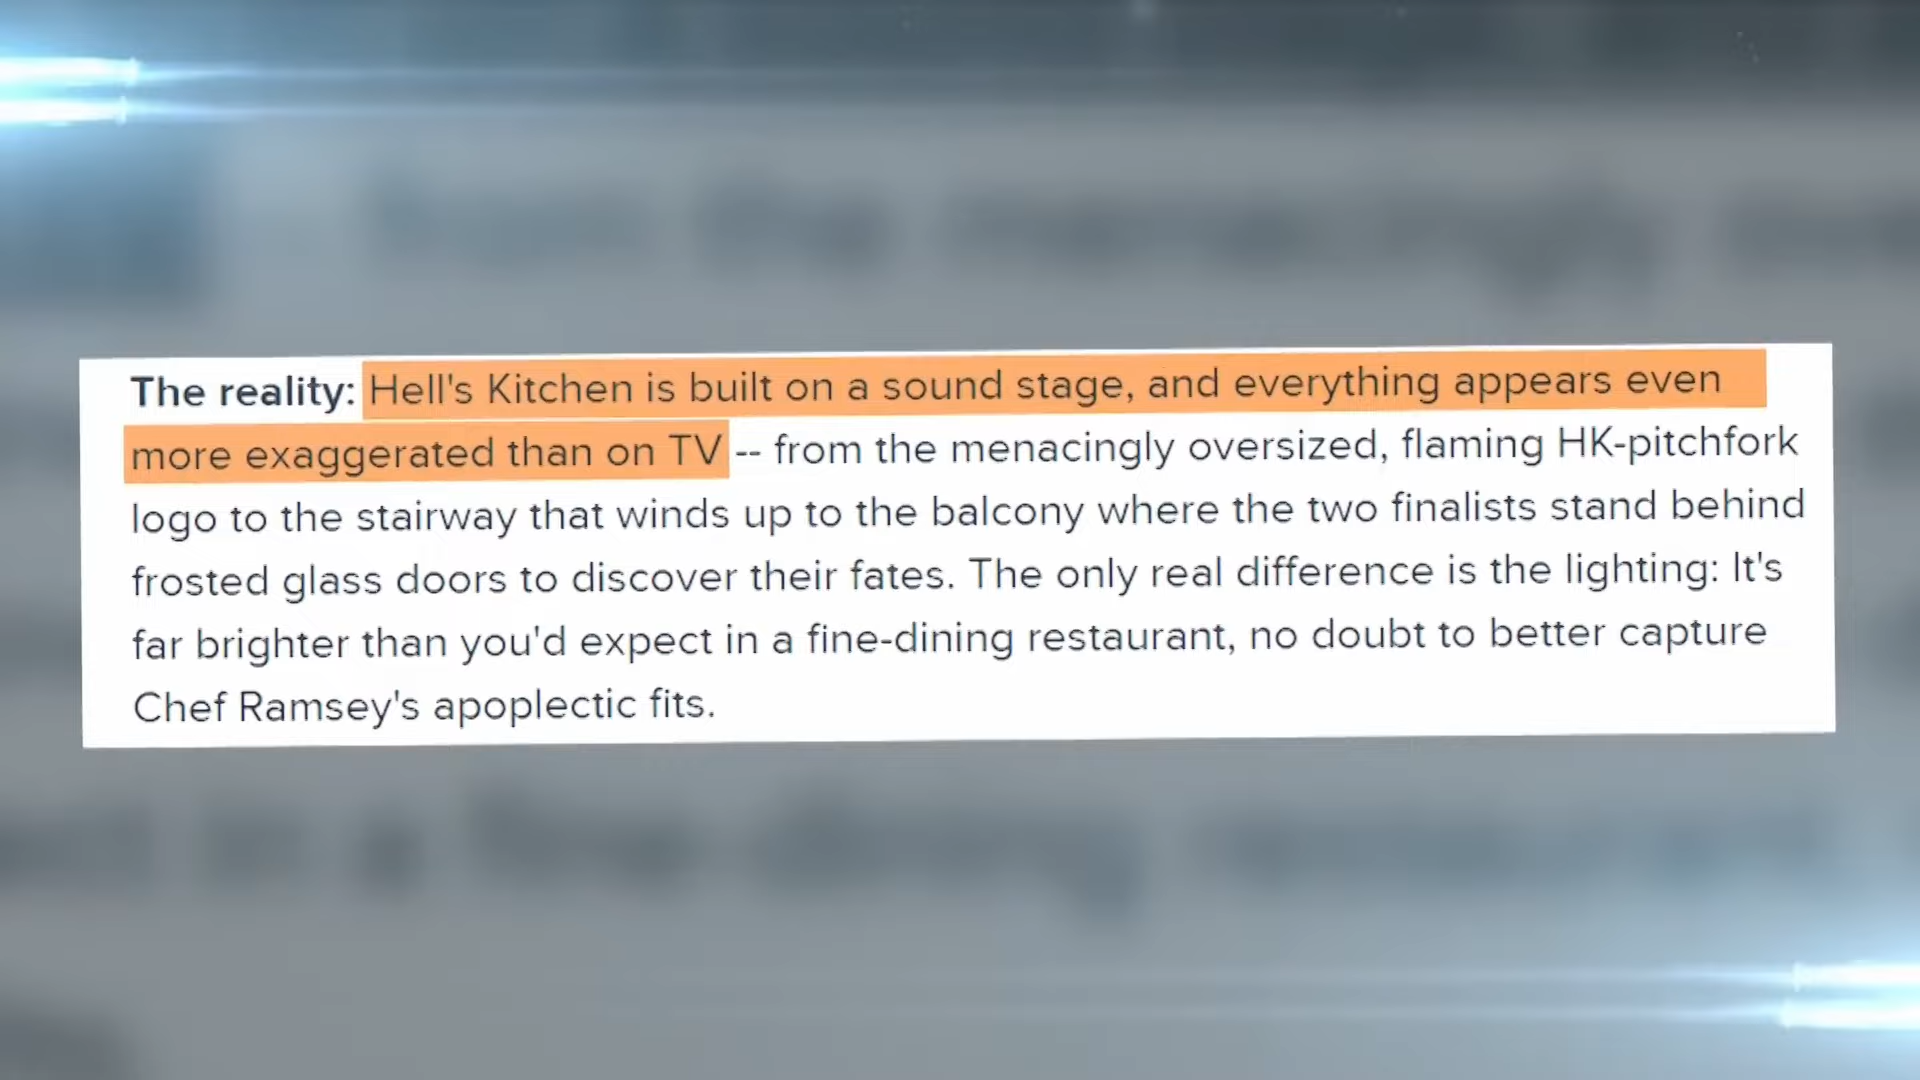 The reality: Hell's Kitchen is built on a sound stage, and everything appears even
more exaggerated than on TV -- from the menacingly oversized, flaming HK-pitchfork
logo to the stairway that winds up to the balcony where the two finalists stand behind
frosted glass doors to discover their fates. The only real difference is the lighting: It's
far brighter than you'd expect in a fine-dining restaurant, no doubt to better capture
Chef Ramsey's apoplectic fits.